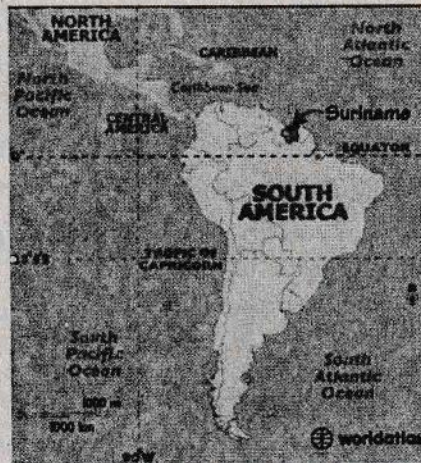 NORTH
AMERICA
North
Atlantic
Ocean
CARIBBEAN
North
Pacific
Ocean
Caribbean Sea
CENTRAL
AMERICA
Suriname
EQUATOR
SOUTH
AMERICA
TROPIC OF
CAPRICORN
South
Pacific
Ocean
South
Atlantic
Ocean
1000 mi
1000 km
90°W
worldatlas